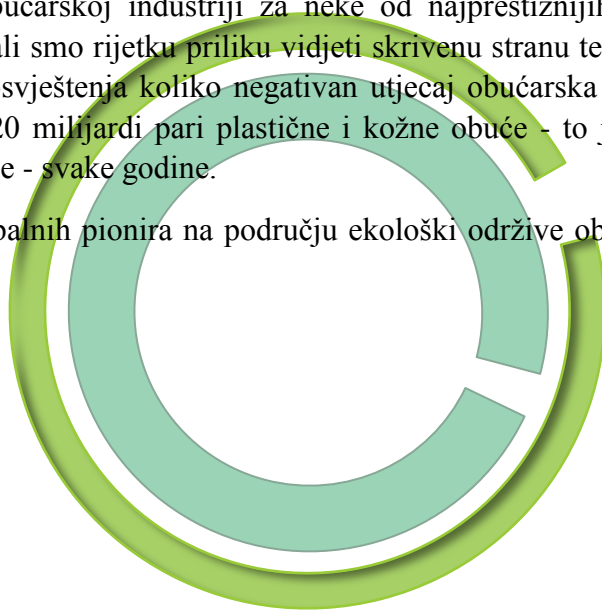 obućarskoj industriji za neke od najprestižnijih
ali smo rijetku priliku vidjeti skrivenu stranu te
svještenja koliko negativan utjecaj obućarska
20 milijardi pari plastične i kožne obuće - to j
e - svake godine.
balnih pionira na području ekološki održive ob